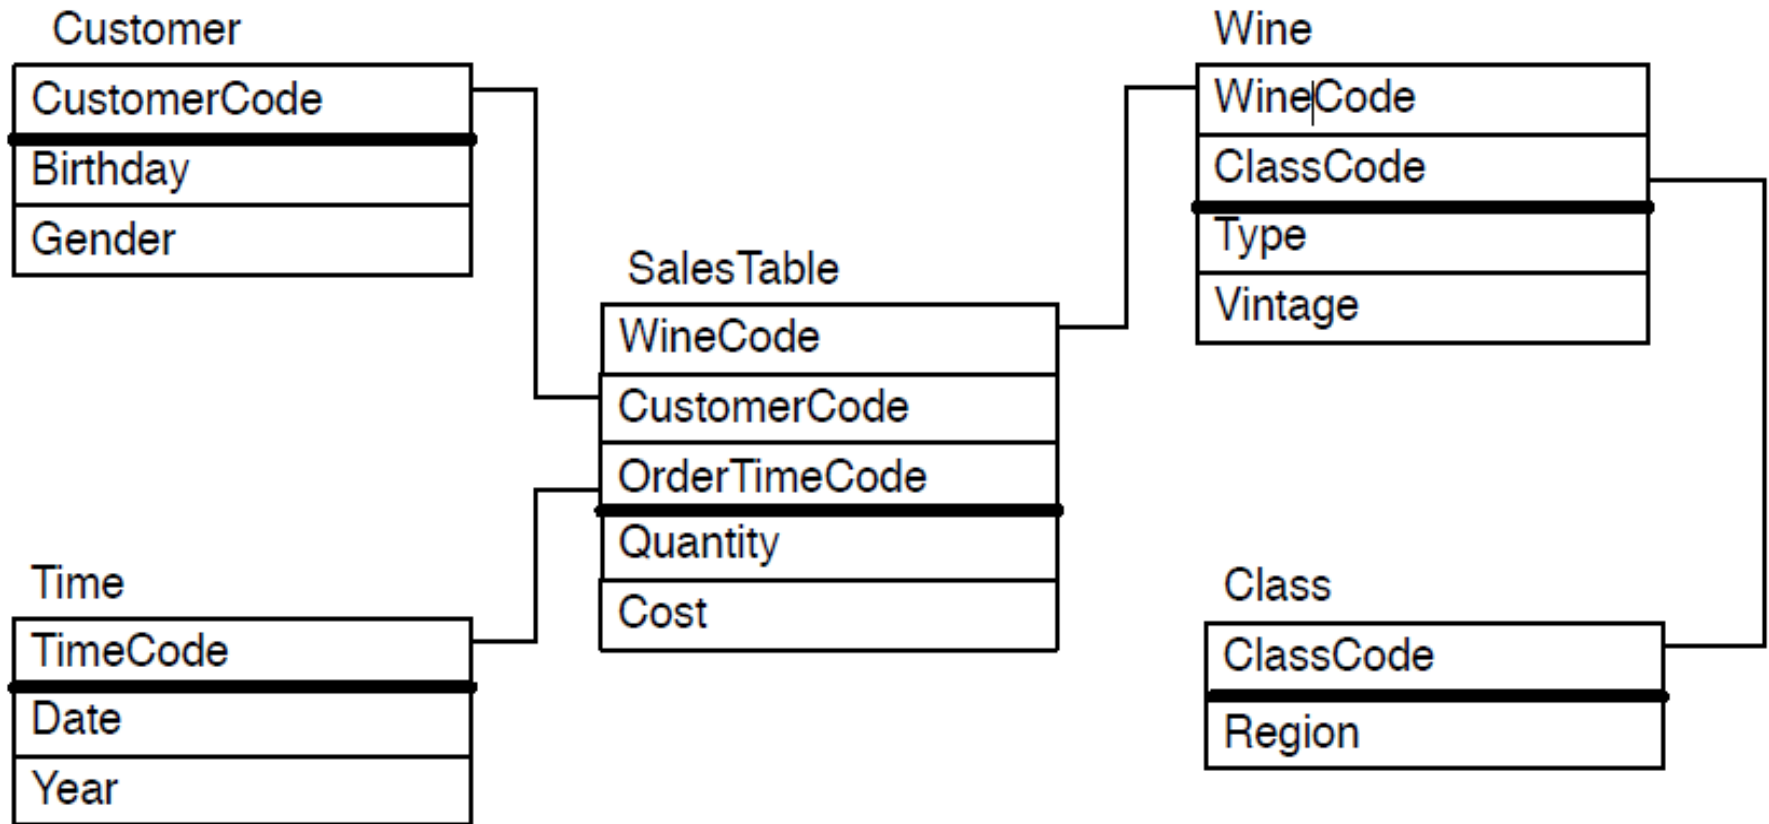 Customer
CustomerCode
Birthday
Gender
SalesTable
WineCode
CustomerCode
OrderTimeCode
Quantity
Cost
Time
TimeCode
Date
Year
Wine
WineCode
ClassCode
Type
Vintage
Class
ClassCode
Region